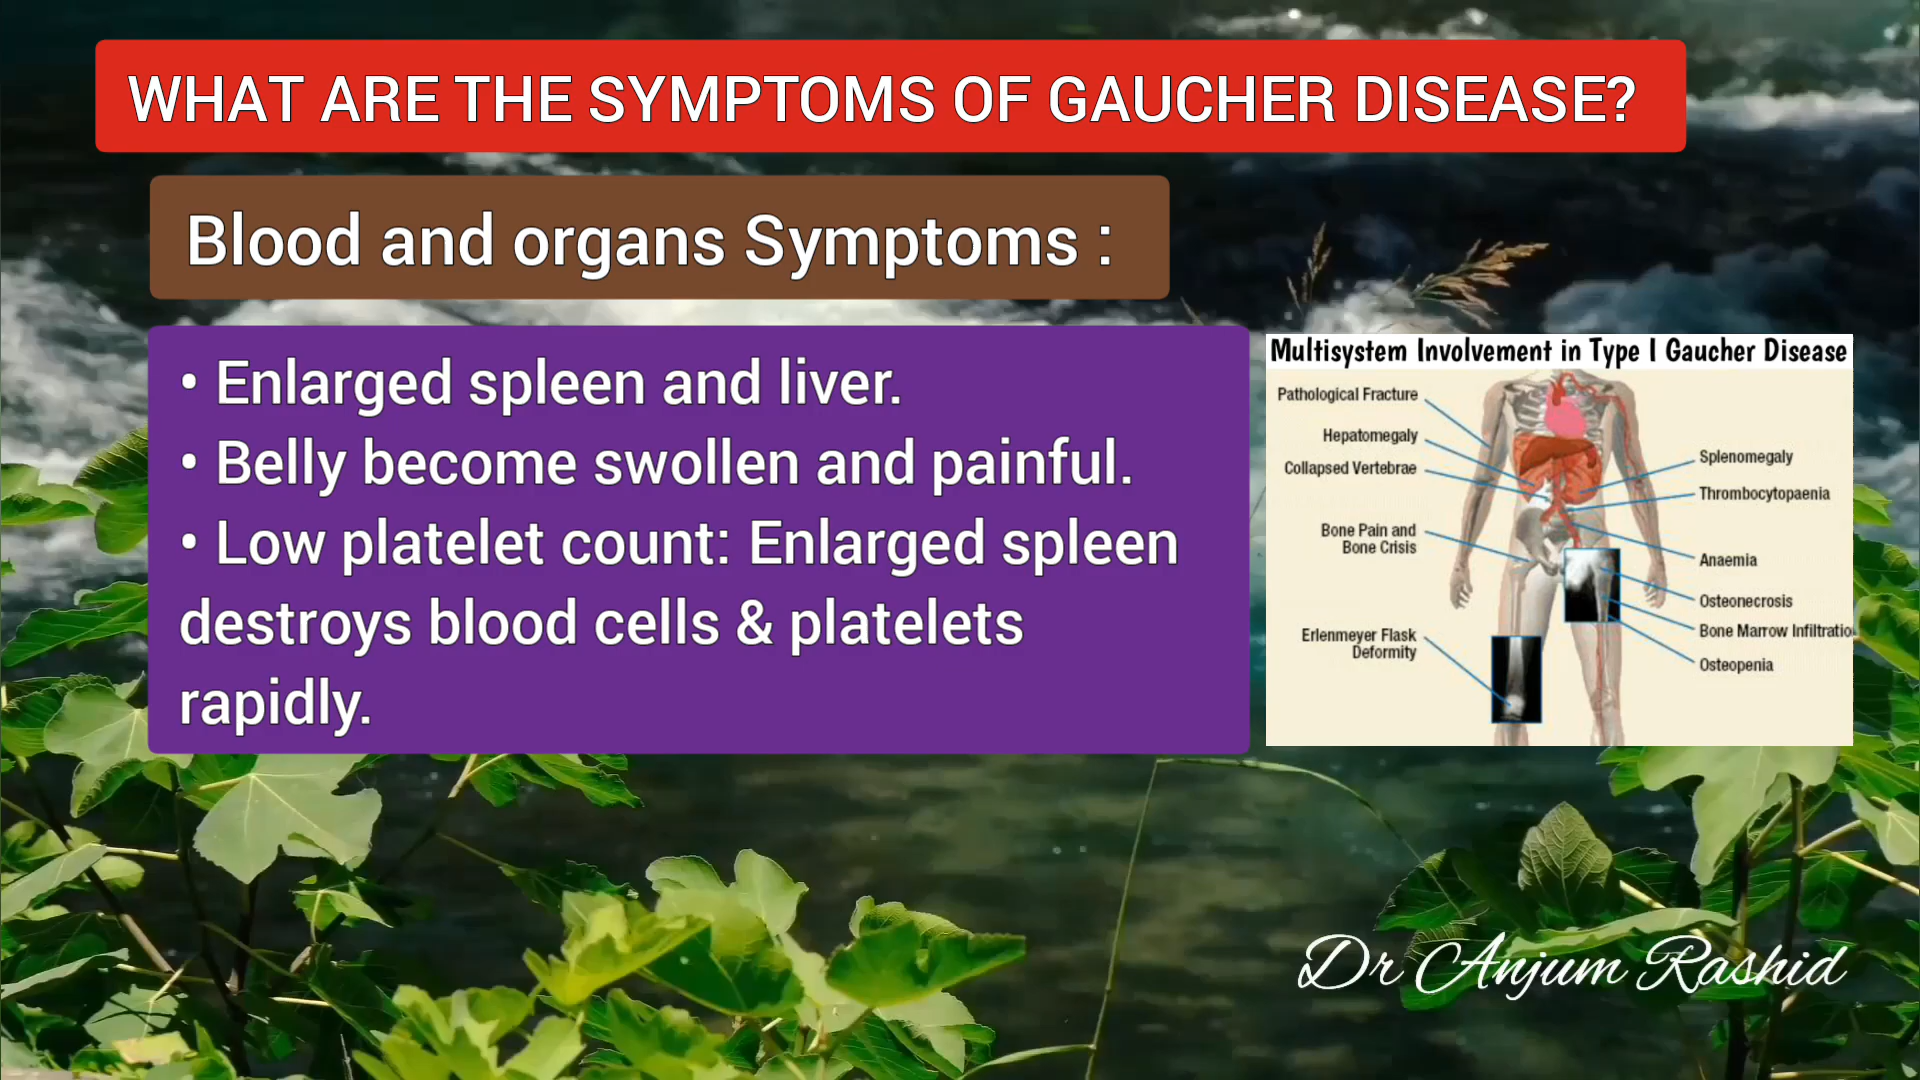 WHAT ARE THE SYMPTOMS OF GAUCHER DISEASE?
Blood and organs Symptoms :
• Enlarged spleen and liver.
• Belly become swollen and painful.
• Low platelet count: Enlarged spleen
destroys blood cells & platelets
rapidly.
Multisystem Involvement in Type I Gaucher Disease
Pathological Fracture
Hepatomegaly
Collapsed Vertebrae
Bone Pain and
Bone Crisis
Erlenmeyer Flask
Deformity
Splenomegaly
Thrombocytopaenia
Anaemia
Osteonecrosis
Bone Marrow Infiltratio
Osteopenia
Dr Anjum Rashid